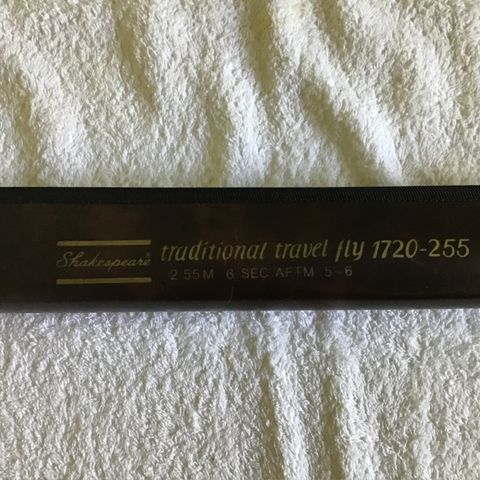 Shakespeare® traditional travel fly 1720-255
2.55M 6 SEC AFTM 5-6